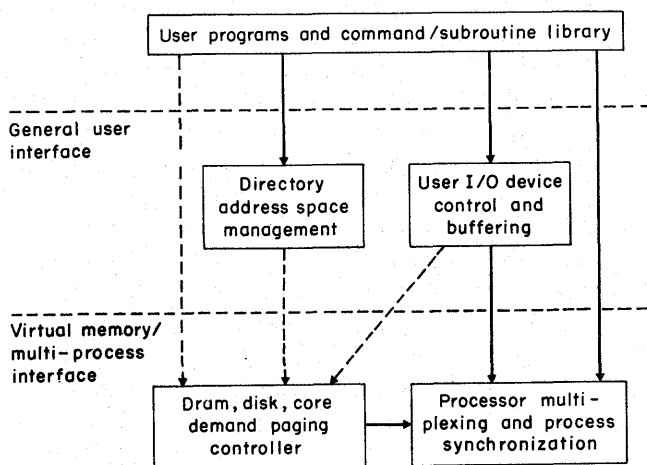 User programs and command/subroutine library
General user
interface
Directory
address space
management
User I/O device
control and
buffering
Virtual memory/
multi-process
interface
Dram, disk, core
demand paging
controller
Processor multi-
plexing and process
synchronization